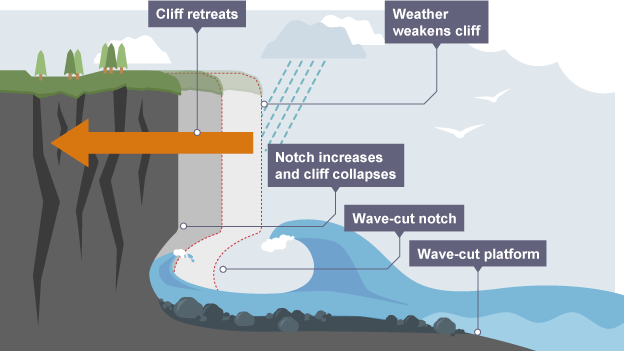 Cliff retreats
Weather
weakens cliff
Notch increases
and cliff collapses
Wave-cut notch
Wave-cut platform